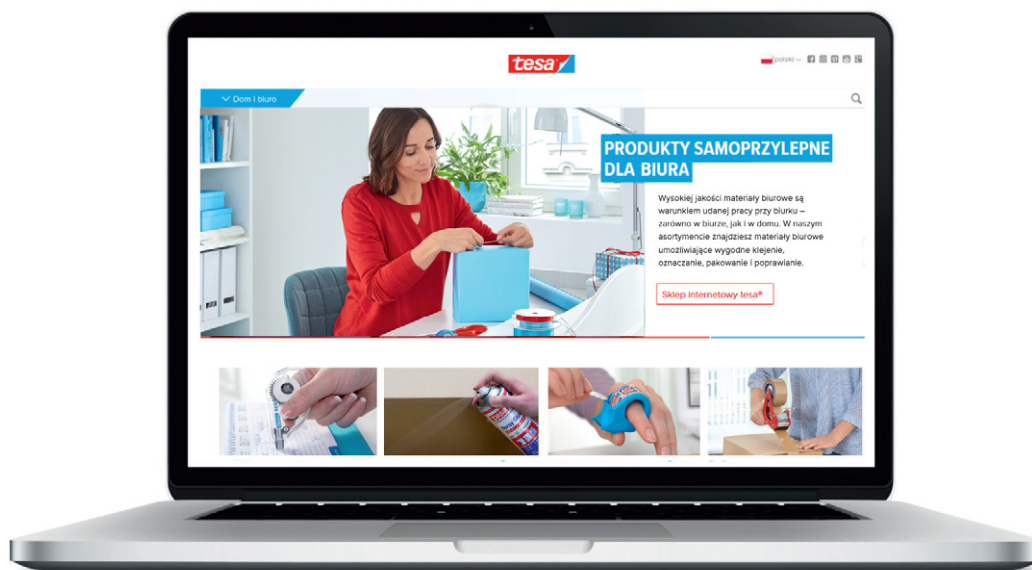 tesa
polski
Dom i biuro
PRODUKTY SAMOPRZYLEPNE
DLA BIURA
Wysokiej jakości materiały biurowe są
warunkiem udanej pracy przy biurku –
zarówno w biurze, jak i w domu. W naszym
asortymencie znajdziesz materiały biurowe
umożliwiające wygodne klejenie,
oznaczanie, pakowanie i poprawianie.
Sklep internetowy tesa®
tesa